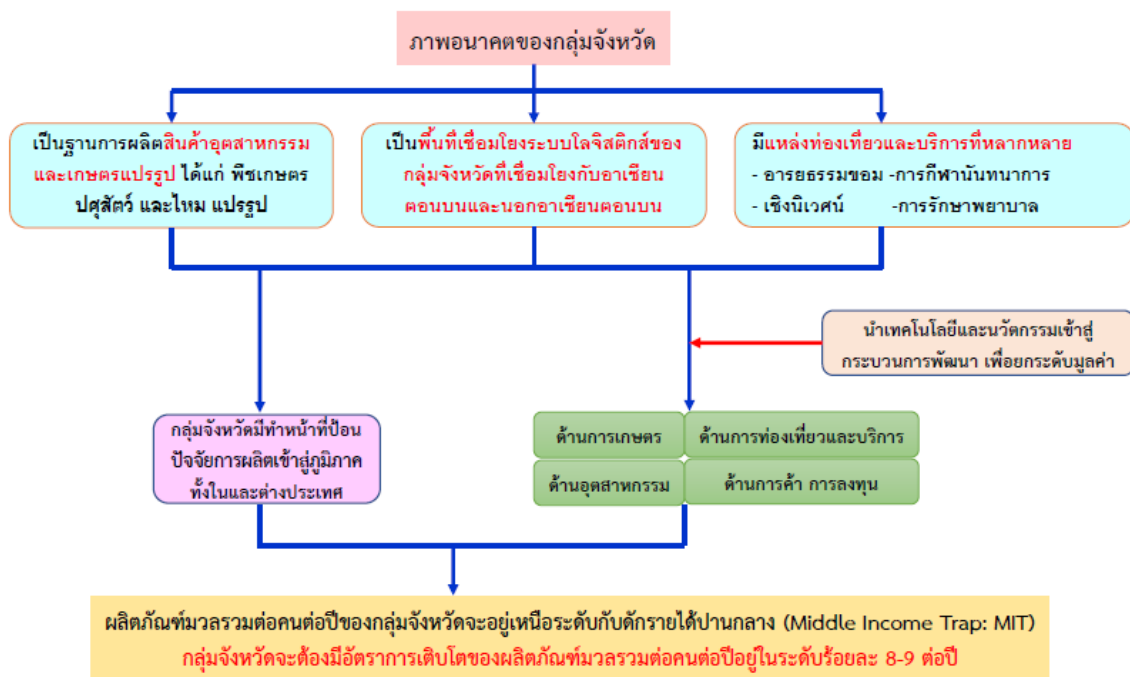 ภาพอนาคตของกลุ่มจังหวัด
เป็นฐานการผลิตสินค้าอุตสาหกรรม
และเกษตรแปรรูป ได้แก่ พืชเกษตร
ปศุสัตว์ และไหม แปรรูป
เป็นพื้นที่เชื่อมโยงระบบโลจิสติกส์ของ
กลุ่มจังหวัดที่เชื่อมโยงกับอาเซียน
ตอนบนและนอกอาเซียนตอนบน
มีแหล่งท่องเที่ยวและบริการที่หลากหลาย
- อารยธรรมขอม -การกีฬานันทนาการ
- เชิงนิเวศน์ -การรักษาพยาบาล
นำเทคโนโลยีและนวัตกรรมเข้าสู่
กระบวนการพัฒนา เพื่อยกระดับมูลค่า
กลุ่มจังหวัดมีทำหน้าที่ป้อน
ปัจจัยการผลิตเข้าสู่ภูมิภาค
ทั้งในและต่างประเทศ
ด้านการเกษตร ด้านการท่องเที่ยวและบริการ
ด้านอุตสาหกรรม ด้านการค้า การลงทุน
ผลิตภัณฑ์มวลรวมต่อคนต่อปีของกลุ่มจังหวัดจะอยู่เหนือระดับกับดักรายได้ปานกลาง (Middle Income Trap: MIT)
กลุ่มจังหวัดจะต้องมีอัตราการเติบโตของผลิตภัณฑ์มวลรวมต่อคนต่อปีอยู่ในระดับร้อยละ 8-9 ต่อปี